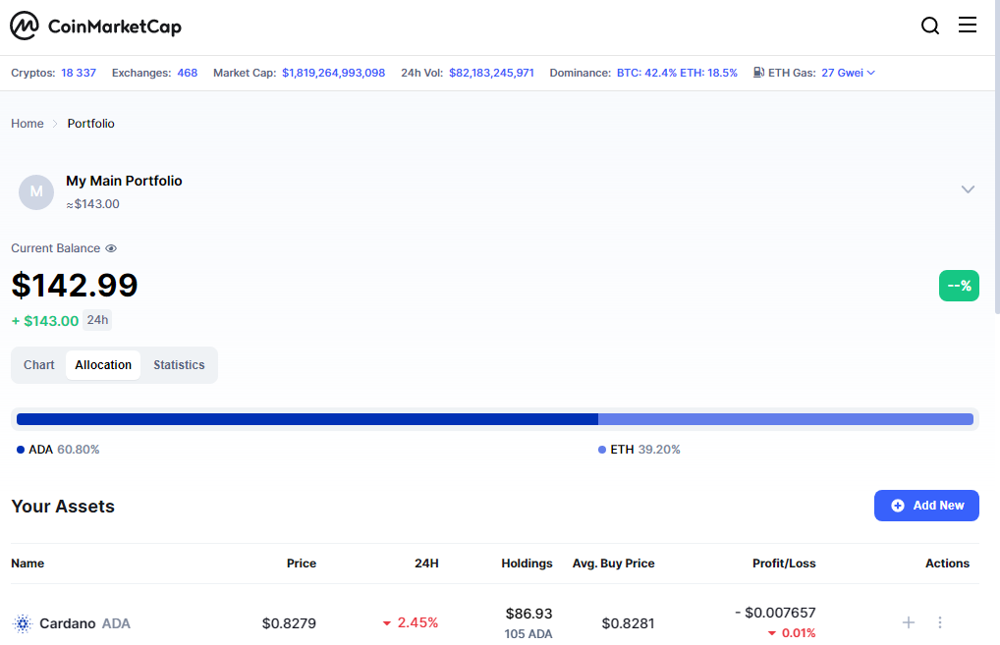 CoinMarketCap
Cryptos: 18 337 Exchanges: 468 Market Cap: $1,819,264,993,098 24h Vol: $82,183,245,971 Dominance: BTC: 42.4% ETH: 18.5% ETH Gas: 27 Gwei
Home > Portfolio
M
My Main Portfolio
≈$143.00
Current Balance
$142.99
--%
+ $143.00 24h
Chart Allocation Statistics
ADA 60.80% ETH 39.20%
Your Assets
Add New
Name Price 24H Holdings Avg. Buy Price Profit/Loss Actions
Cardano ADA $0.8279 2.45% $86.93 $0.8281 - $0.007657
105 ADA 0.01%